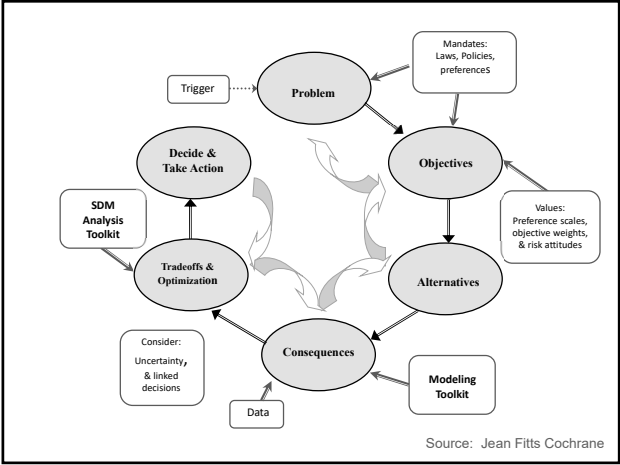 Mandates:
Laws, Policies,
preferences
Trigger
Problem
Decide &
Take Action
Objectives
SDM
Analysis
Toolkit
Values:
Preference scales,
objective weights,
& risk attitudes
Tradeoffs &
Optimization
Alternatives
Consider:
Uncertainty,
& linked
decisions
Consequences
Modeling
Toolkit
Data
Source: Jean Fitts Cochrane